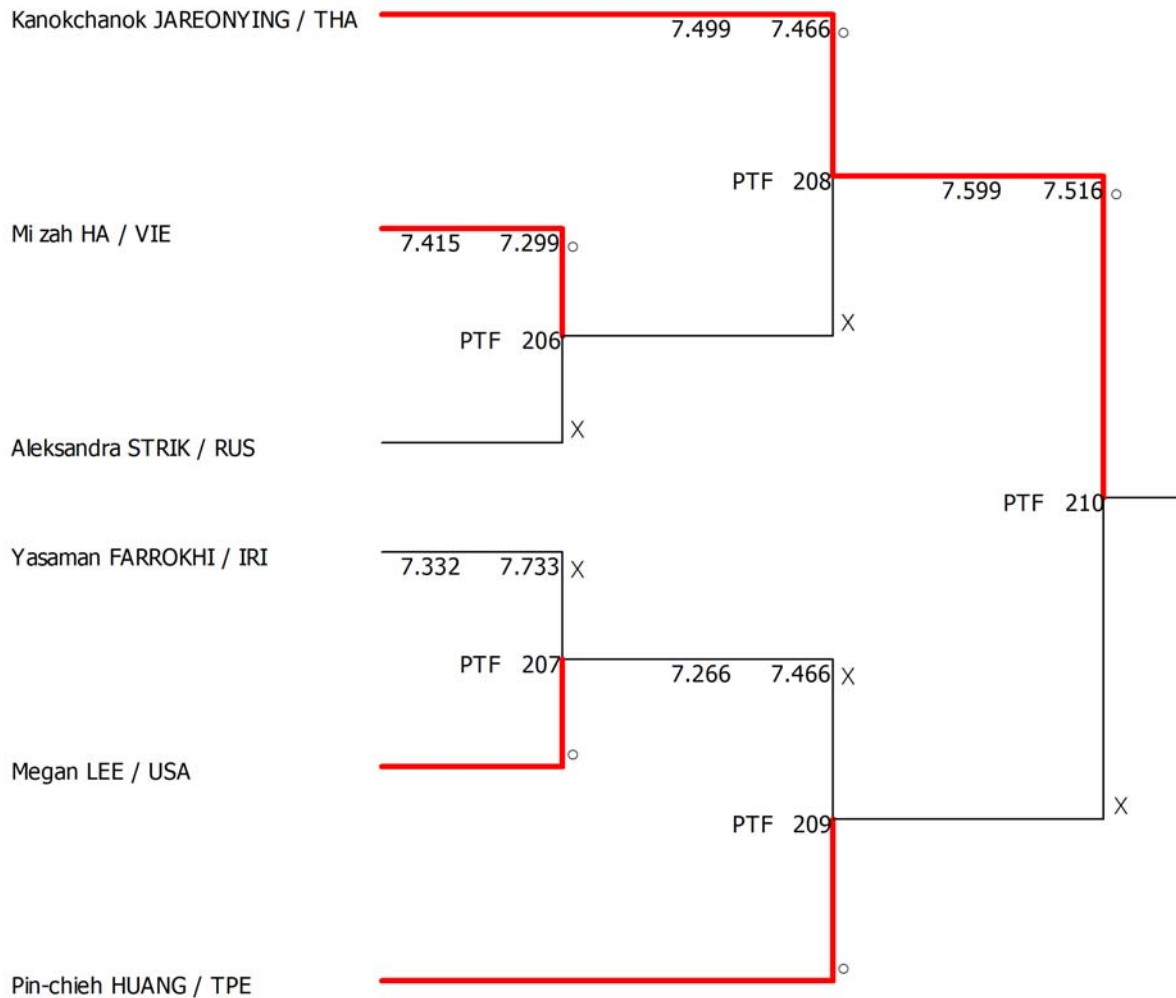 Kanokchanok JAREONYING / THA
7.499 7.466 o
PTF 208
7.599 7.516 o
Mi zah HA / VIE
7.415 7.299 o
X
PTF 206
Aleksandra STRIK / RUS
X
PTF 210
Yasaman FARROKHI / IRI
7.332 7.733 X
PTF 207
7.266 7.466 X
Megan LEE / USA
o
X
PTF 209
Pin-chieh HUANG / TPE
o